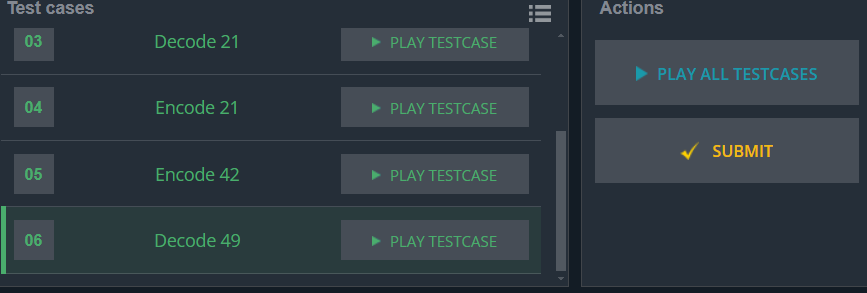 Test cases
03 Decode 21 PLAY TESTCASE
04 Encode 21 PLAY TESTCASE
05 Encode 42 PLAY TESTCASE
06 Decode 49 PLAY TESTCASE
Actions
PLAY ALL TESTCASES
SUBMIT